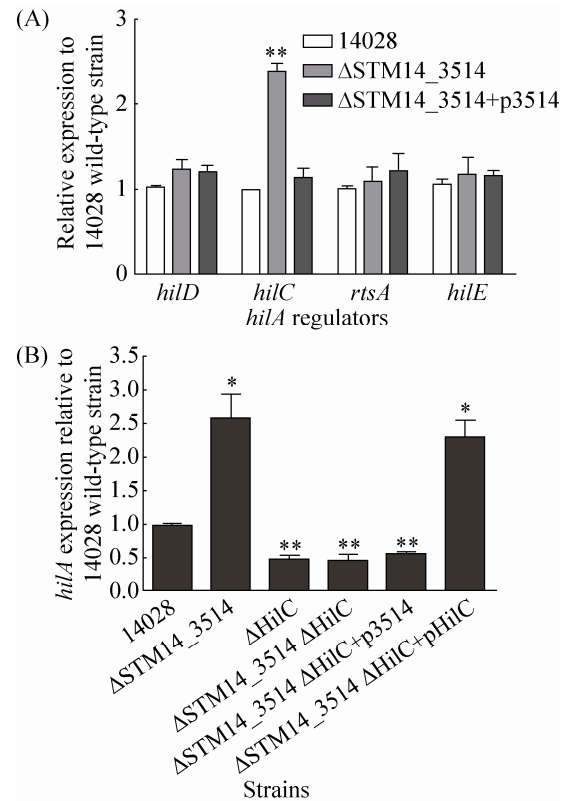 (A)
Relative expression to
14028 wild-type strain
3
2
1
0
**
14028
ΔSTM14_3514
ΔSTM14_3514+p3514
hilD hilC rtsA hilE
hilA regulators
(B)
hilA expression relative to
14028 wild-type strain
3.5
3.0
2.5
2.0
1.5
1.0
0.5
0.0
* ** ** ** *
14028
ΔSTM14_3514
ΔHilC
ΔSTM14_3514 ΔHilC
ΔSTM14_3514 ΔHilC+p3514
ΔSTM14_3514 ΔHilC+pHilC
Strains